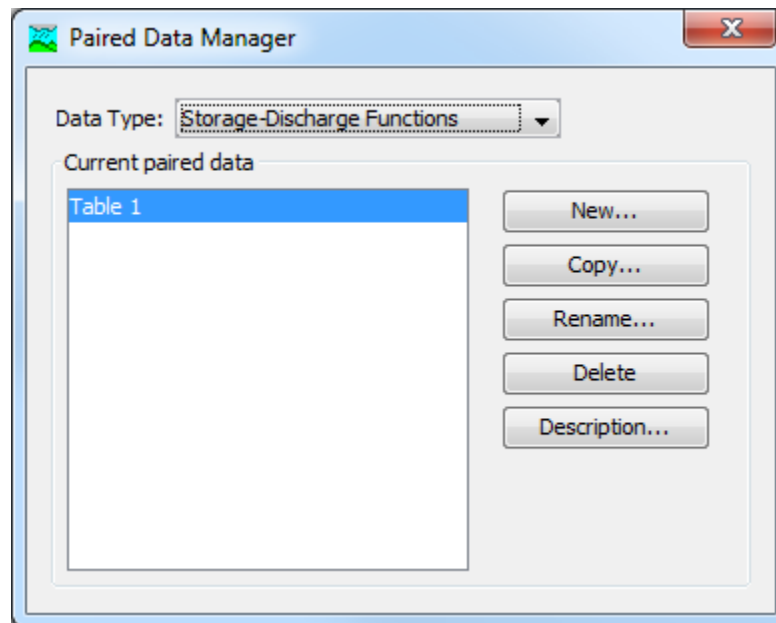 Paired Data Manager
Data Type: Storage-Discharge Functions
Current paired data
Table 1
New...
Copy...
Rename...
Delete
Description...